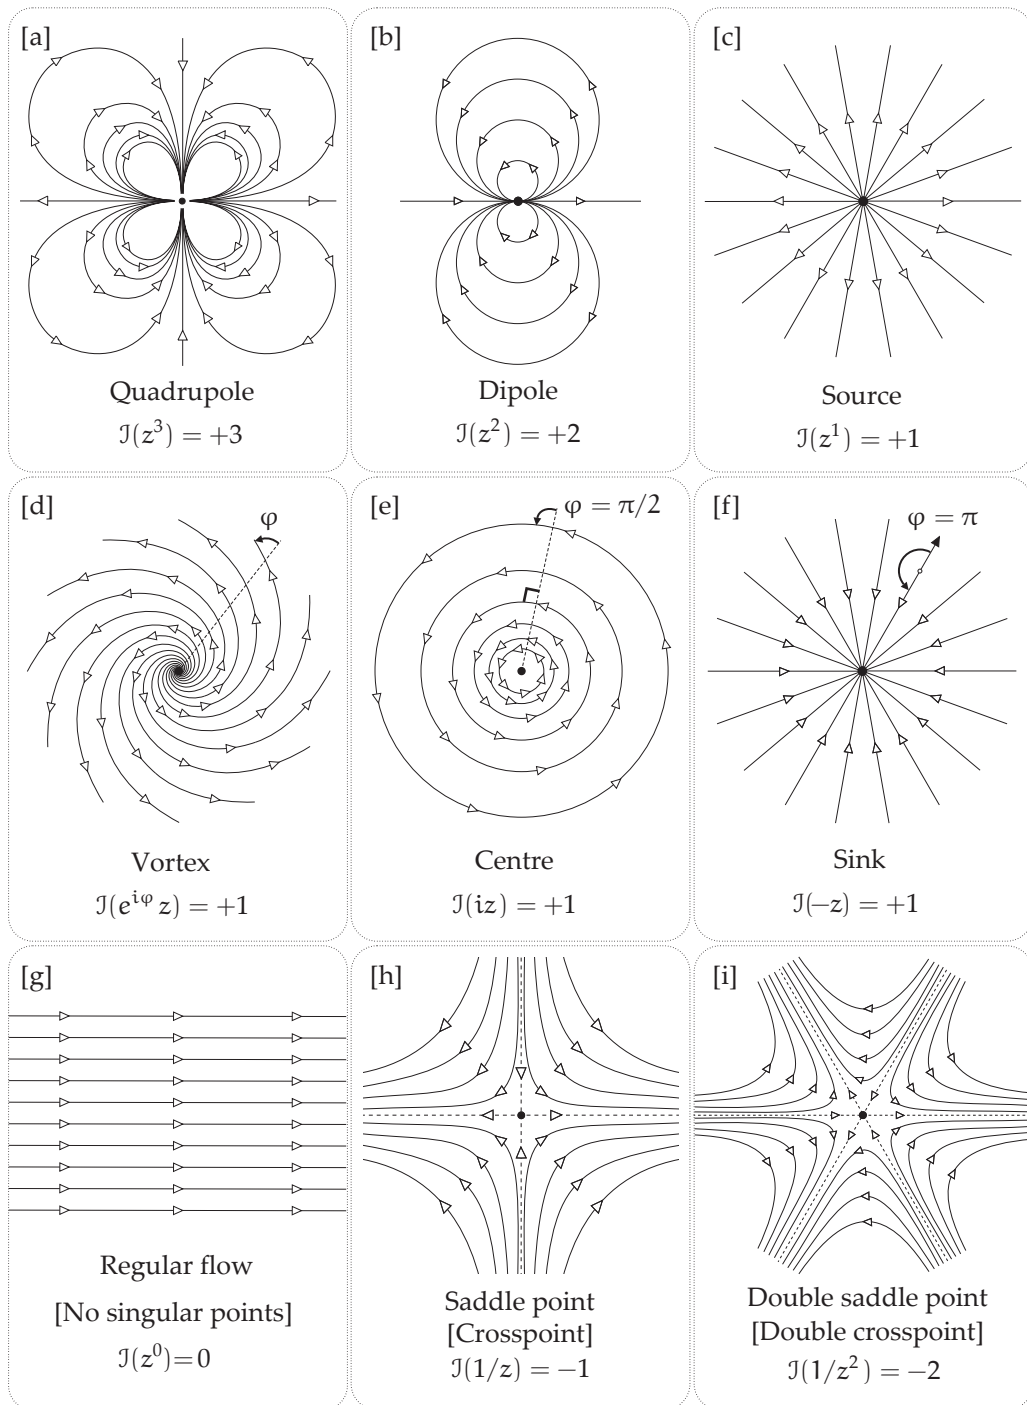 [a]
Quadrupole
ℐ(z³) = +3
[b]
Dipole
ℐ(z²) = +2
[c]
Source
ℐ(z¹) = +1
[d]
φ
Vortex
ℐ(e^{iφ} z) = +1
[e]
φ = π/2
Centre
ℐ(iz) = +1
[f]
φ = π
Sink
ℐ(−z) = +1
[g]
Regular flow
[No singular points]
ℐ(z⁰)=0
[h]
Saddle point
[Crosspoint]
ℐ(1/z) = −1
[i]
Double saddle point
[Double crosspoint]
ℐ(1/z²) = −2